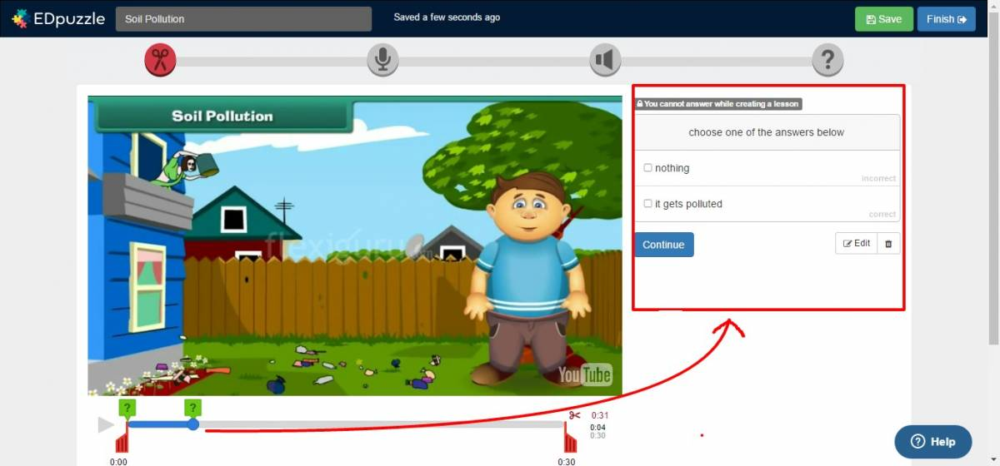 EDpuzzle
Soil Pollution
Saved a few seconds ago
Save
Finish
?
Soil Pollution
flexiguru
You cannot answer while creating a lesson
choose one of the answers below
nothing
incorrect
it gets polluted
correct
Continue
Edit
YouTube
?
?
0:31
0:04
0:30
0:00
0:30
? Help